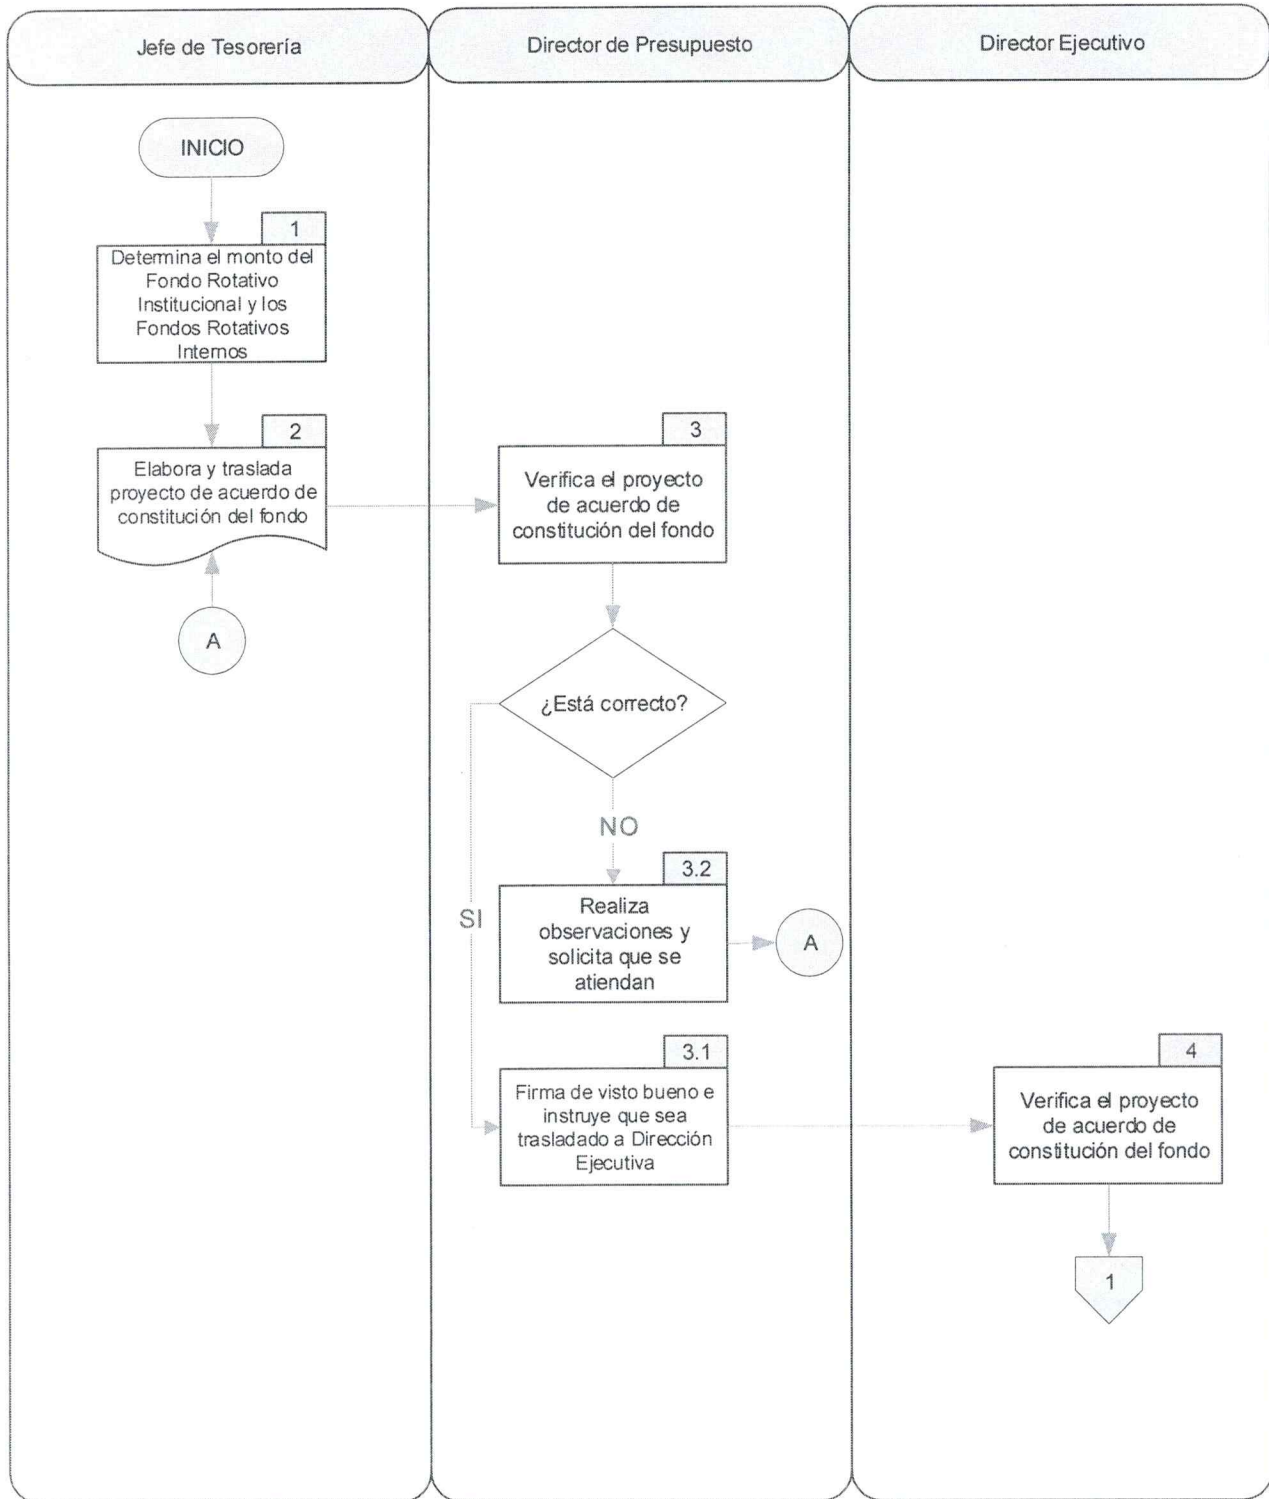 Jefe de Tesorería
Director de Presupuesto
Director Ejecutivo
INICIO
1
Determina el monto del
Fondo Rotativo
Institucional y los
Fondos Rotativos
Internos
2
Elabora y traslada
proyecto de acuerdo de
constitución del fondo
A
3
Verifica el proyecto
de acuerdo de
constitución del fondo
¿Está correcto?
NO
SI
3.2
Realiza
observaciones y
solicita que se
atiendan
A
3.1
Firma de visto bueno e
instruye que sea
trasladado a Dirección
Ejecutiva
4
Verifica el proyecto
de acuerdo de
constitución del fondo
1